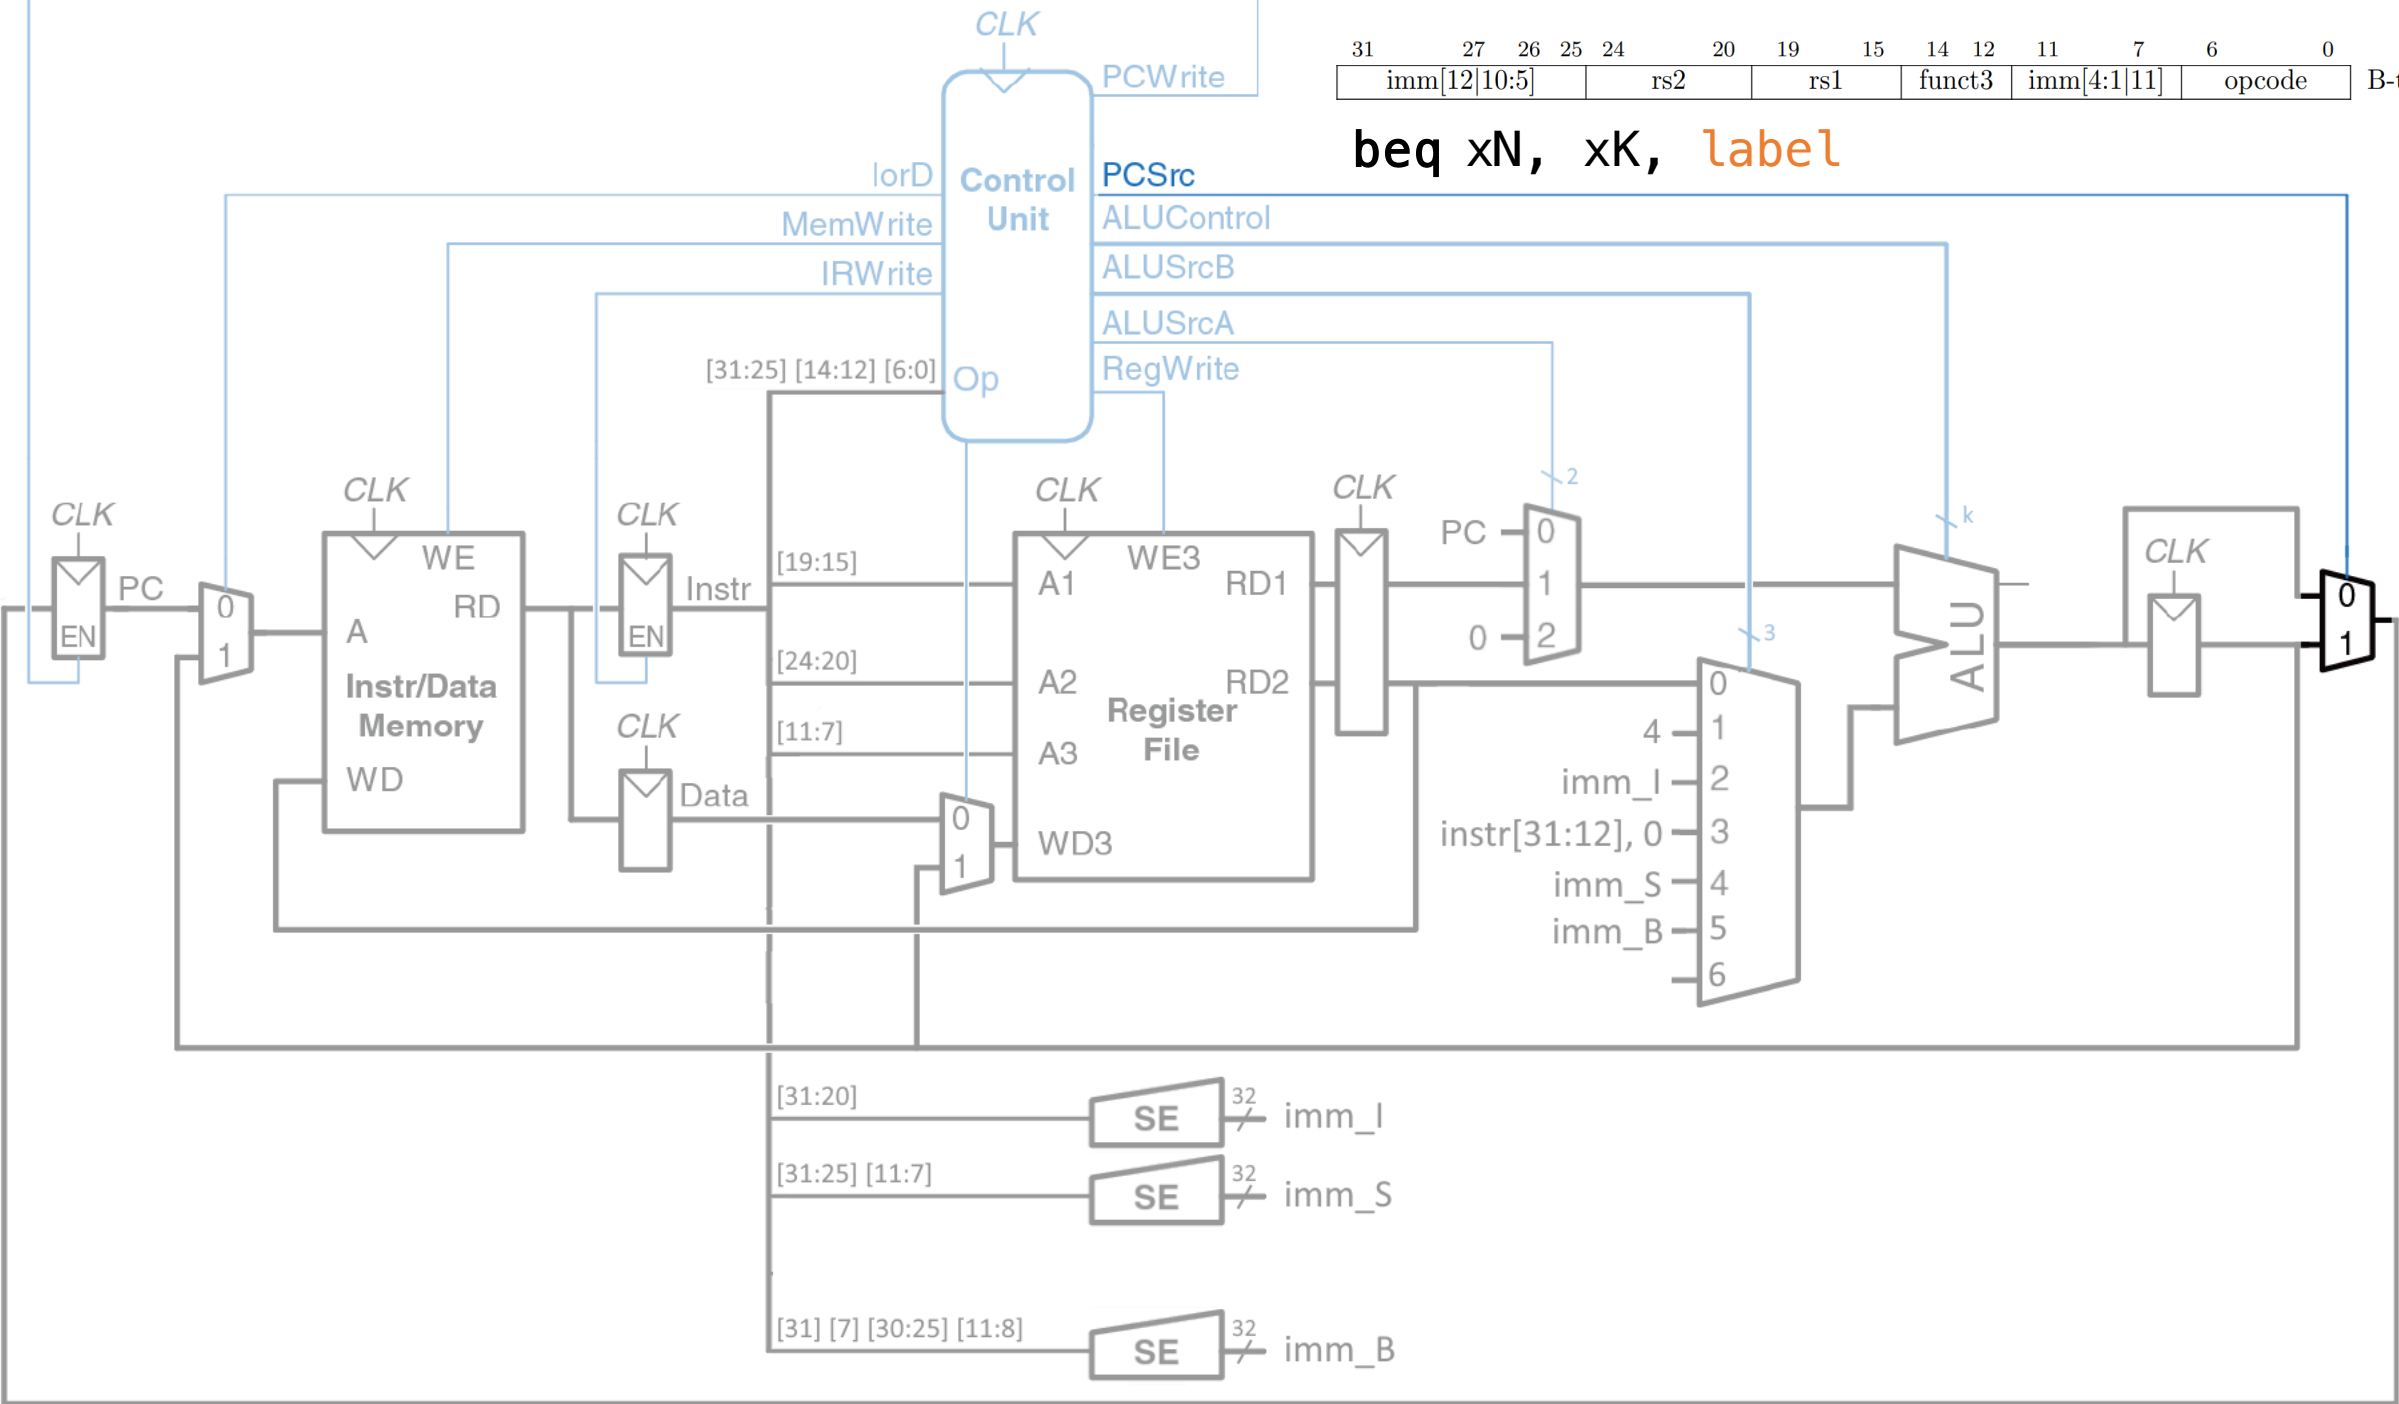 CLK
31 27 26 25 24 20 19 15 14 12 11 7 6 0
imm[12|10:5] rs2 rs1 funct3 imm[4:1|11] opcode B-t
beq xN, xK, label
PCWrite
IorD
Control
Unit
PCSrc
MemWrite
ALUControl
IRWrite
ALUSrcB
ALUSrcA
[31:25] [14:12] [6:0]
Op
RegWrite
CLK
CLK
CLK
CLK
CLK
2
k
PC
EN
0
1
WE
RD
A
Instr/Data
Memory
WD
CLK
EN
Instr
CLK
Data
[19:15]
[24:20]
[11:7]
0
1
WE3
A1
RD1
A2
RD2
Register
File
A3
WD3
PC 0
1
0 2
3
0
4 1
imm_I 2
instr[31:12], 0 3
imm_S 4
imm_B 5
6
ALU
0
1
[31:20] SE 32 imm_I
[31:25] [11:7] SE 32 imm_S
[31] [7] [30:25] [11:8] SE 32 imm_B